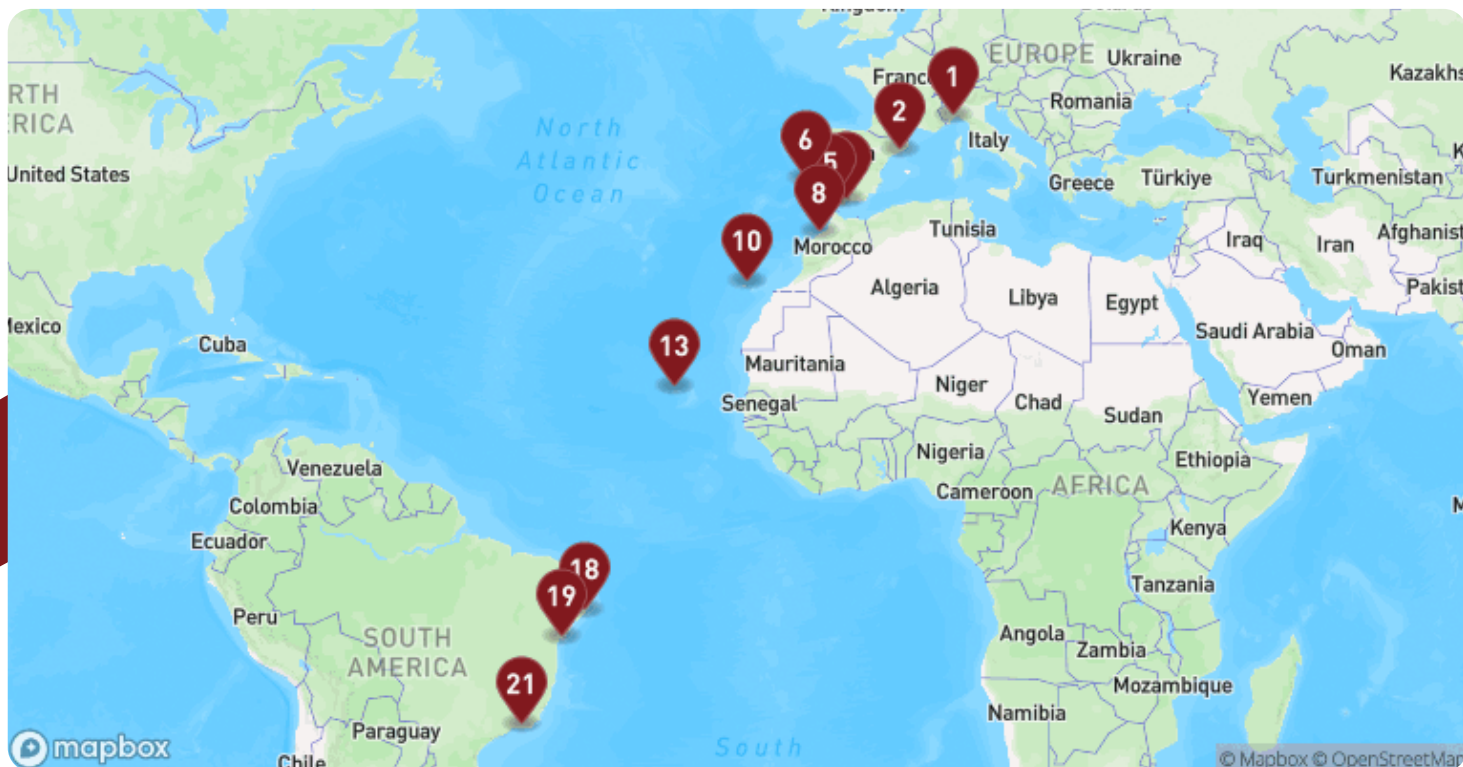 Ukraine
EUROPE
Kazakhs
France
1
RTH
ERICA
Romania
2
North
Atlantic
Ocean
6
Italy
5
United States
Greece
Türkiye
Turkmenistan
8
Tunisia
10
Morocco
Iraq
Iran
Afghanist
Algeria
Libya
Egypt
Pakist
Mexico
Saudi Arabia
Cuba
13
Oman
Mauritania
Niger
Chad
Yemen
Senegal
Sudan
Nigeria
Ethiopia
Venezuela
Cameroon
AFRICA
Colombia
Kenya
Ecuador
18
Tanzania
19
Peru
SOUTH
AMERICA
Angola
Zambia
21
Mozambique
Namibia
Paraguay
South
mapbox
Chile
© Mapbox © OpenStreetMap